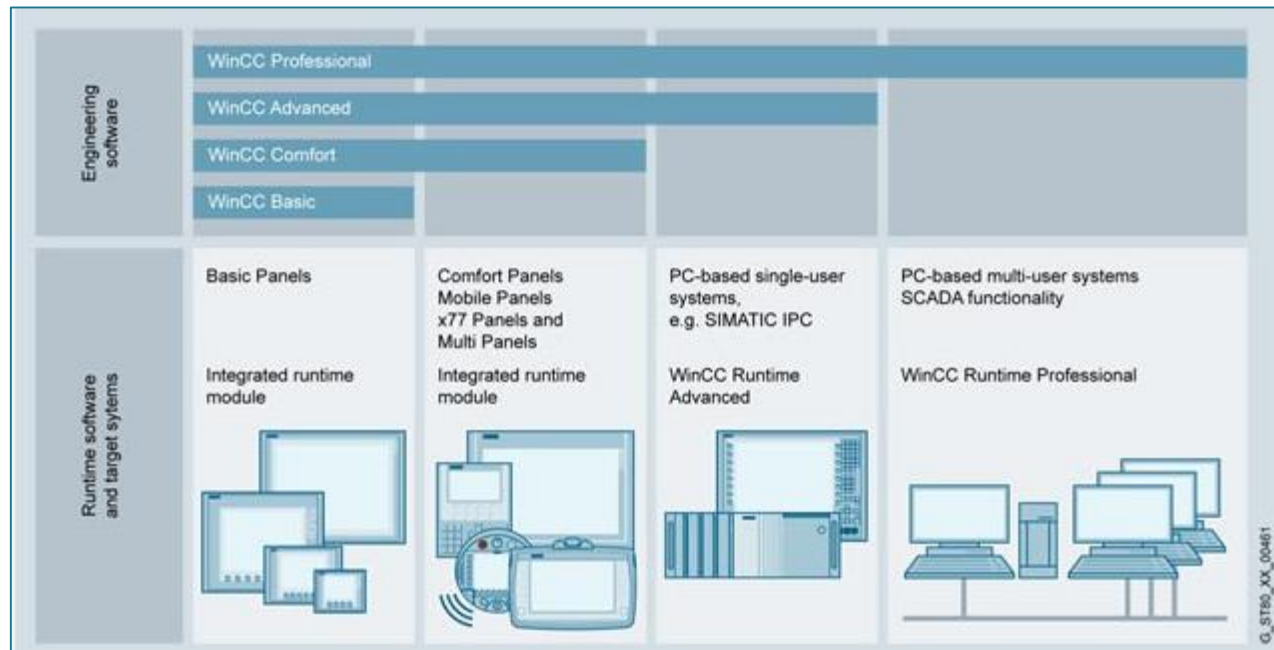 Engineering
software
WinCC Professional
WinCC Advanced
WinCC Comfort
WinCC Basic
Runtime software
and target sytems
Basic Panels
Integrated runtime
module
Comfort Panels
Mobile Panels
x77 Panels and
Multi Panels
Integrated runtime
module
PC-based single-user
systems,
e.g. SIMATIC IPC
WinCC Runtime
Advanced
PC-based multi-user systems
SCADA functionality
WinCC Runtime Professional
G_ST80_XX_00461